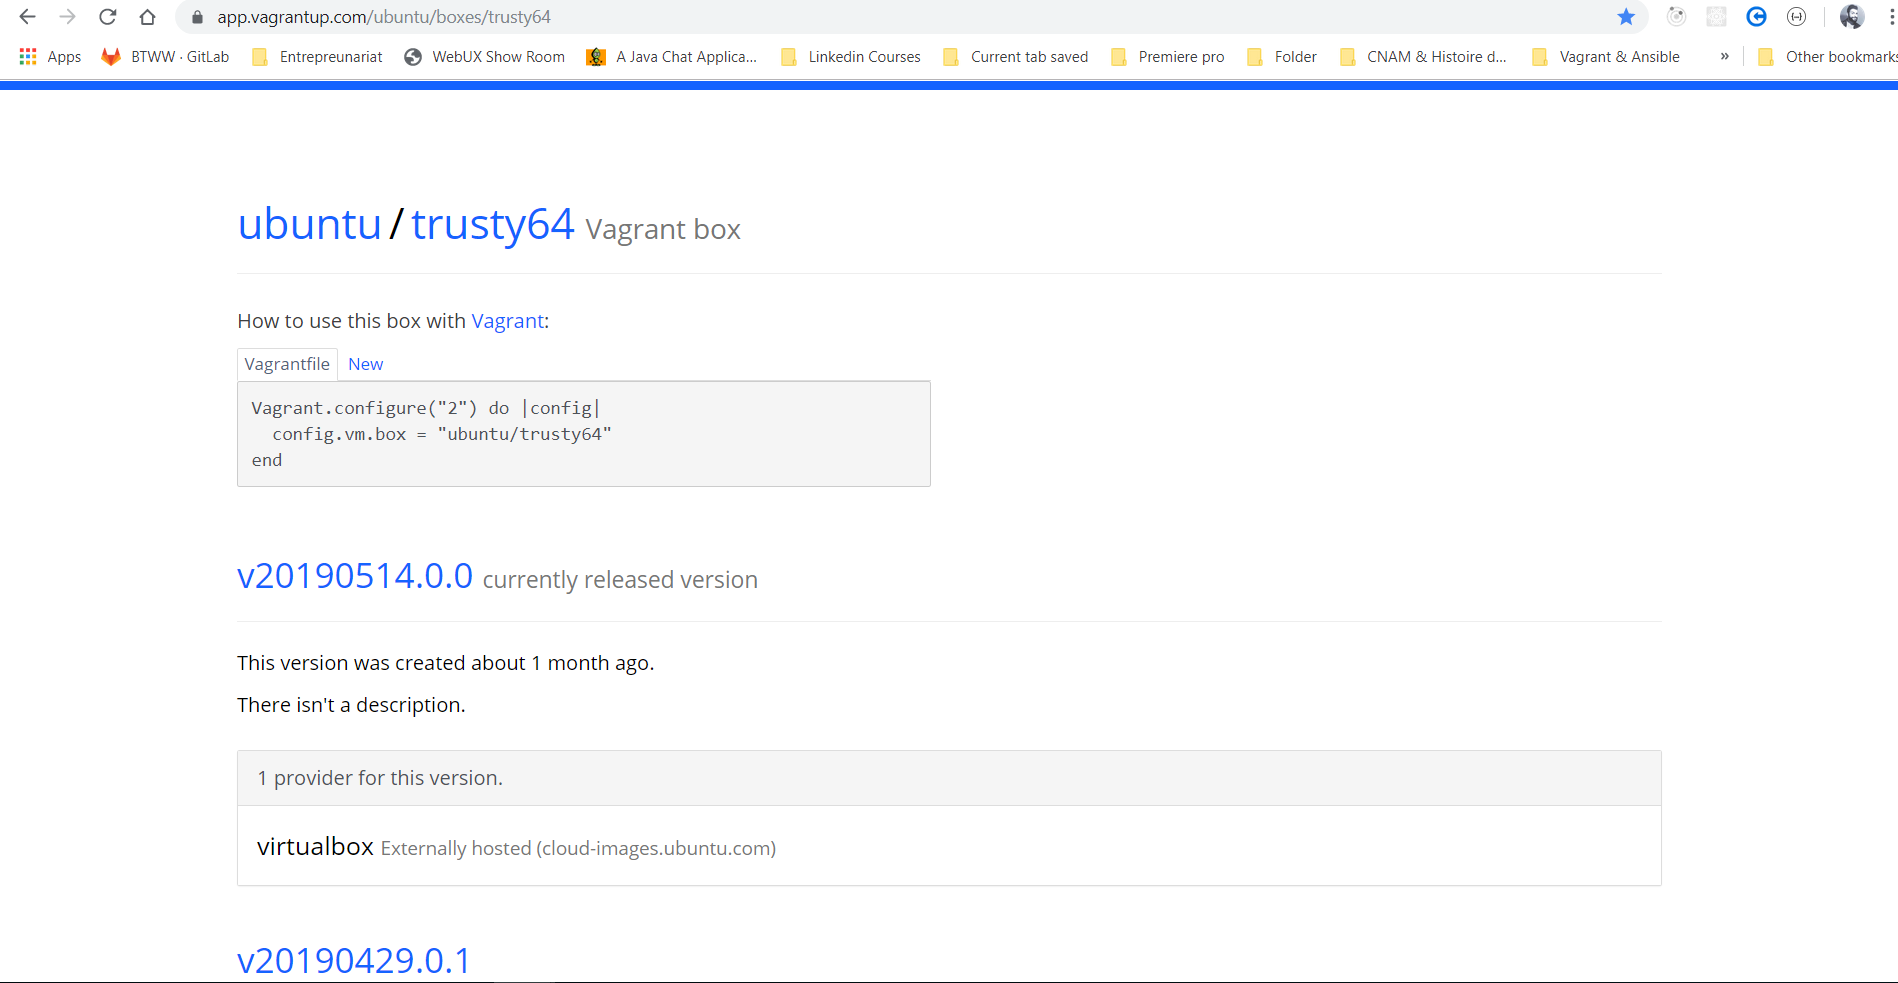 app.vagrantup.com/ubuntu/boxes/trusty64
Apps BTWW · GitLab Entrepreunariat WebUX Show Room A Java Chat Applica... Linkedin Courses Current tab saved Premiere pro Folder CNAM & Histoire d... Vagrant & Ansible » Other bookmarks
ubuntu/trusty64 Vagrant box
How to use this box with Vagrant:
Vagrantfile New
Vagrant.configure("2") do |config|
  config.vm.box = "ubuntu/trusty64"
end
v20190514.0.0 currently released version
This version was created about 1 month ago.
There isn't a description.
1 provider for this version.
virtualbox Externally hosted (cloud-images.ubuntu.com)
v20190429.0.1